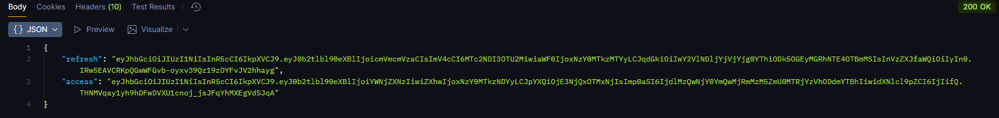 Body Cookies Headers (10) Test Results 200 OK
{} JSON Preview Visualize
1 {
2 "refresh": "eyJhbGciOiJIUzI1NiIsInR5cCI6IkpXVCJ9.eyJ0b2tlbl90eXBlIjoicmVmcmVzaCIsImV4cCI6MTc2NDI3OTU2MiwiaWF0IjoxNzY0MTkzMTYyLCJqdGkiOiIwY2VlNDljYjVjYjg0YThiODk5OGEyMGRhNTE4OTBmMSIsInVzZXJfaWQiOiIyIn0.
IRw5EAVCRKpQGwWFGvb-oyxv39Qz19zDYFvJV2hhayg",
3 "access": "eyJhbGciOiJIUzI1NiIsInR5cCI6IkpXVCJ9.eyJ0b2tlbl90eXBlIjoiYWNjZXNzIiwiZXhwIjoxNzY0MTkzNDYyLCJpYXQiOjE3NjQxOTMxNjIsImp0aSI6IjdlMzQwNjY0YmQwMjRmMzM5ZmU0MTRjYzVhODdmYTBhIiwidXNlcl9pZCI6IjIifQ.
THNMVqay1yh9hDFwDVXU1cnoj_jsJFqYhMXEgVdSJqA"
4 }